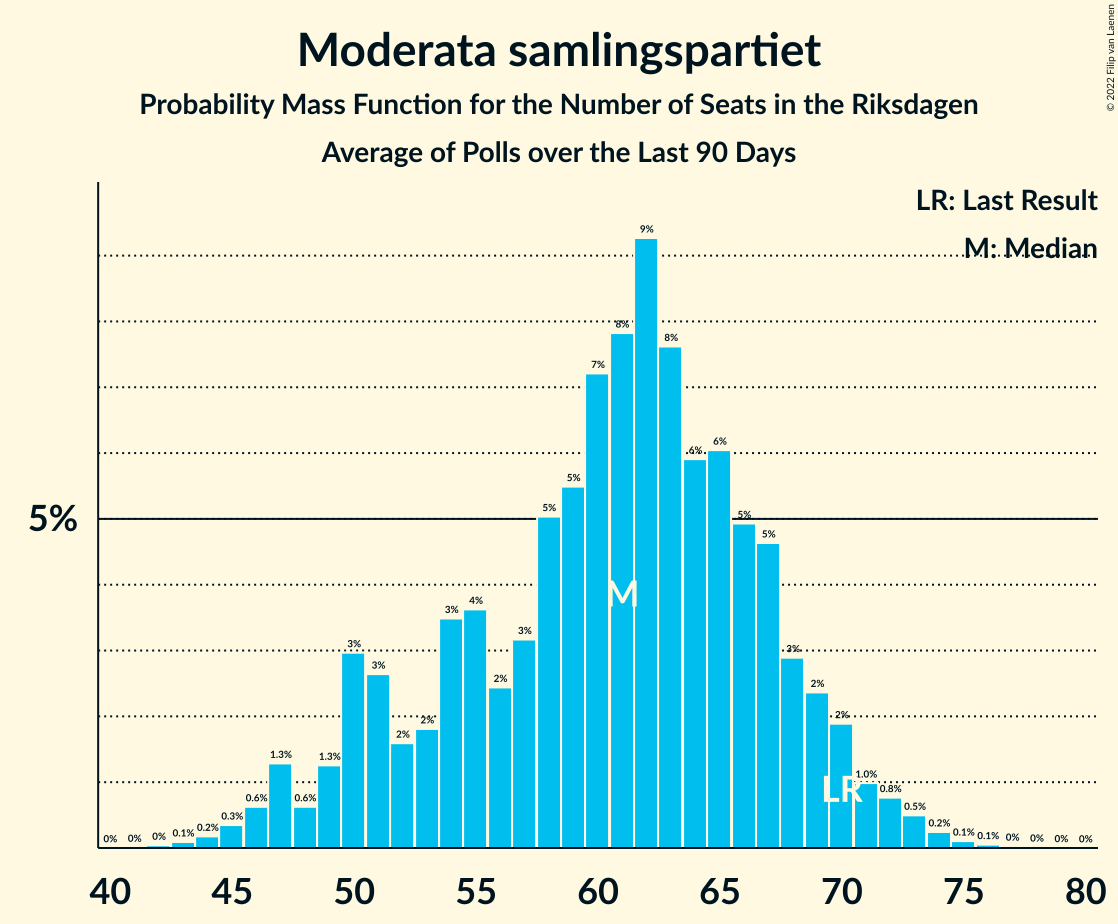 Moderata samlingspartiet
Probability Mass Function for the Number of Seats in the Riksdagen
Average of Polls over the Last 90 Days
© 2022 Filip van Laenen
LR: Last Result
M: Median
5%
0% 0% 0% 0.1% 0.2% 0.3% 0.6% 1.3% 0.6% 1.3% 3% 3% 2% 2% 3% 4% 2% 3% 5% 5% 7% 8% 9% 8% 6% 6% 5% 5% 3% 2% 2% 1.0% 0.8% 0.5% 0.2% 0.1% 0.1% 0% 0% 0% 0%
M
LR
40 45 50 55 60 65 70 75 80